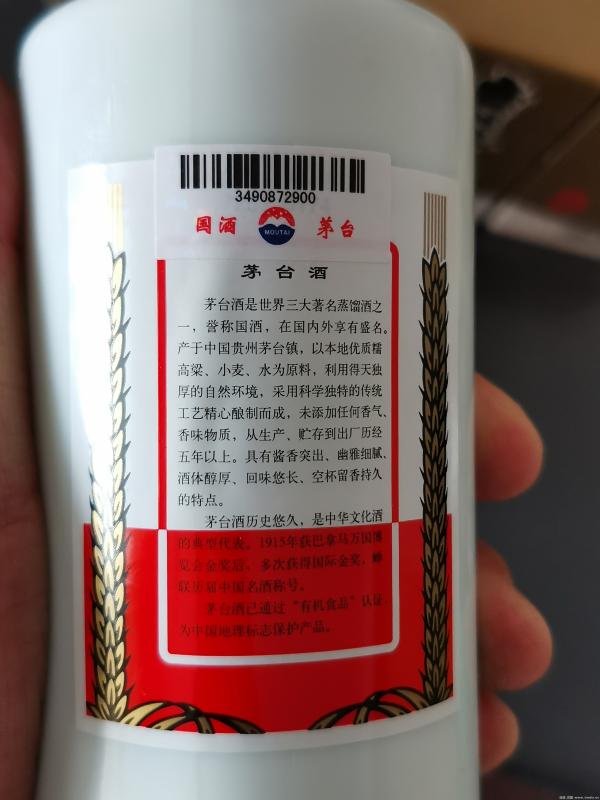 3490872900
国酒 MOUTAI 茅台
茅台酒
茅台酒是世界三大著名蒸馏酒之
一，誉称国酒，在国内外享有盛名。
产于中国贵州茅台镇，以本地优质糯
高粱、小麦、水为原料，利用得天独
厚的自然环境，采用科学独特的传统
工艺精心酿制而成，未添加任何香气、
香味物质，从生产、贮存到出厂历经
五年以上。具有酱香突出、幽雅细腻、
酒体醇厚、回味悠长、空杯留香持久
的特点。
茅台酒历史悠久，是中华文化酒
的典型代表。1915年获巴拿马万国博
览会金奖后，多次获得国际金奖，蝉
联历届中国名酒称号。
茅台酒已通过“有机食品”认证，
为中国地理标志保护产品。